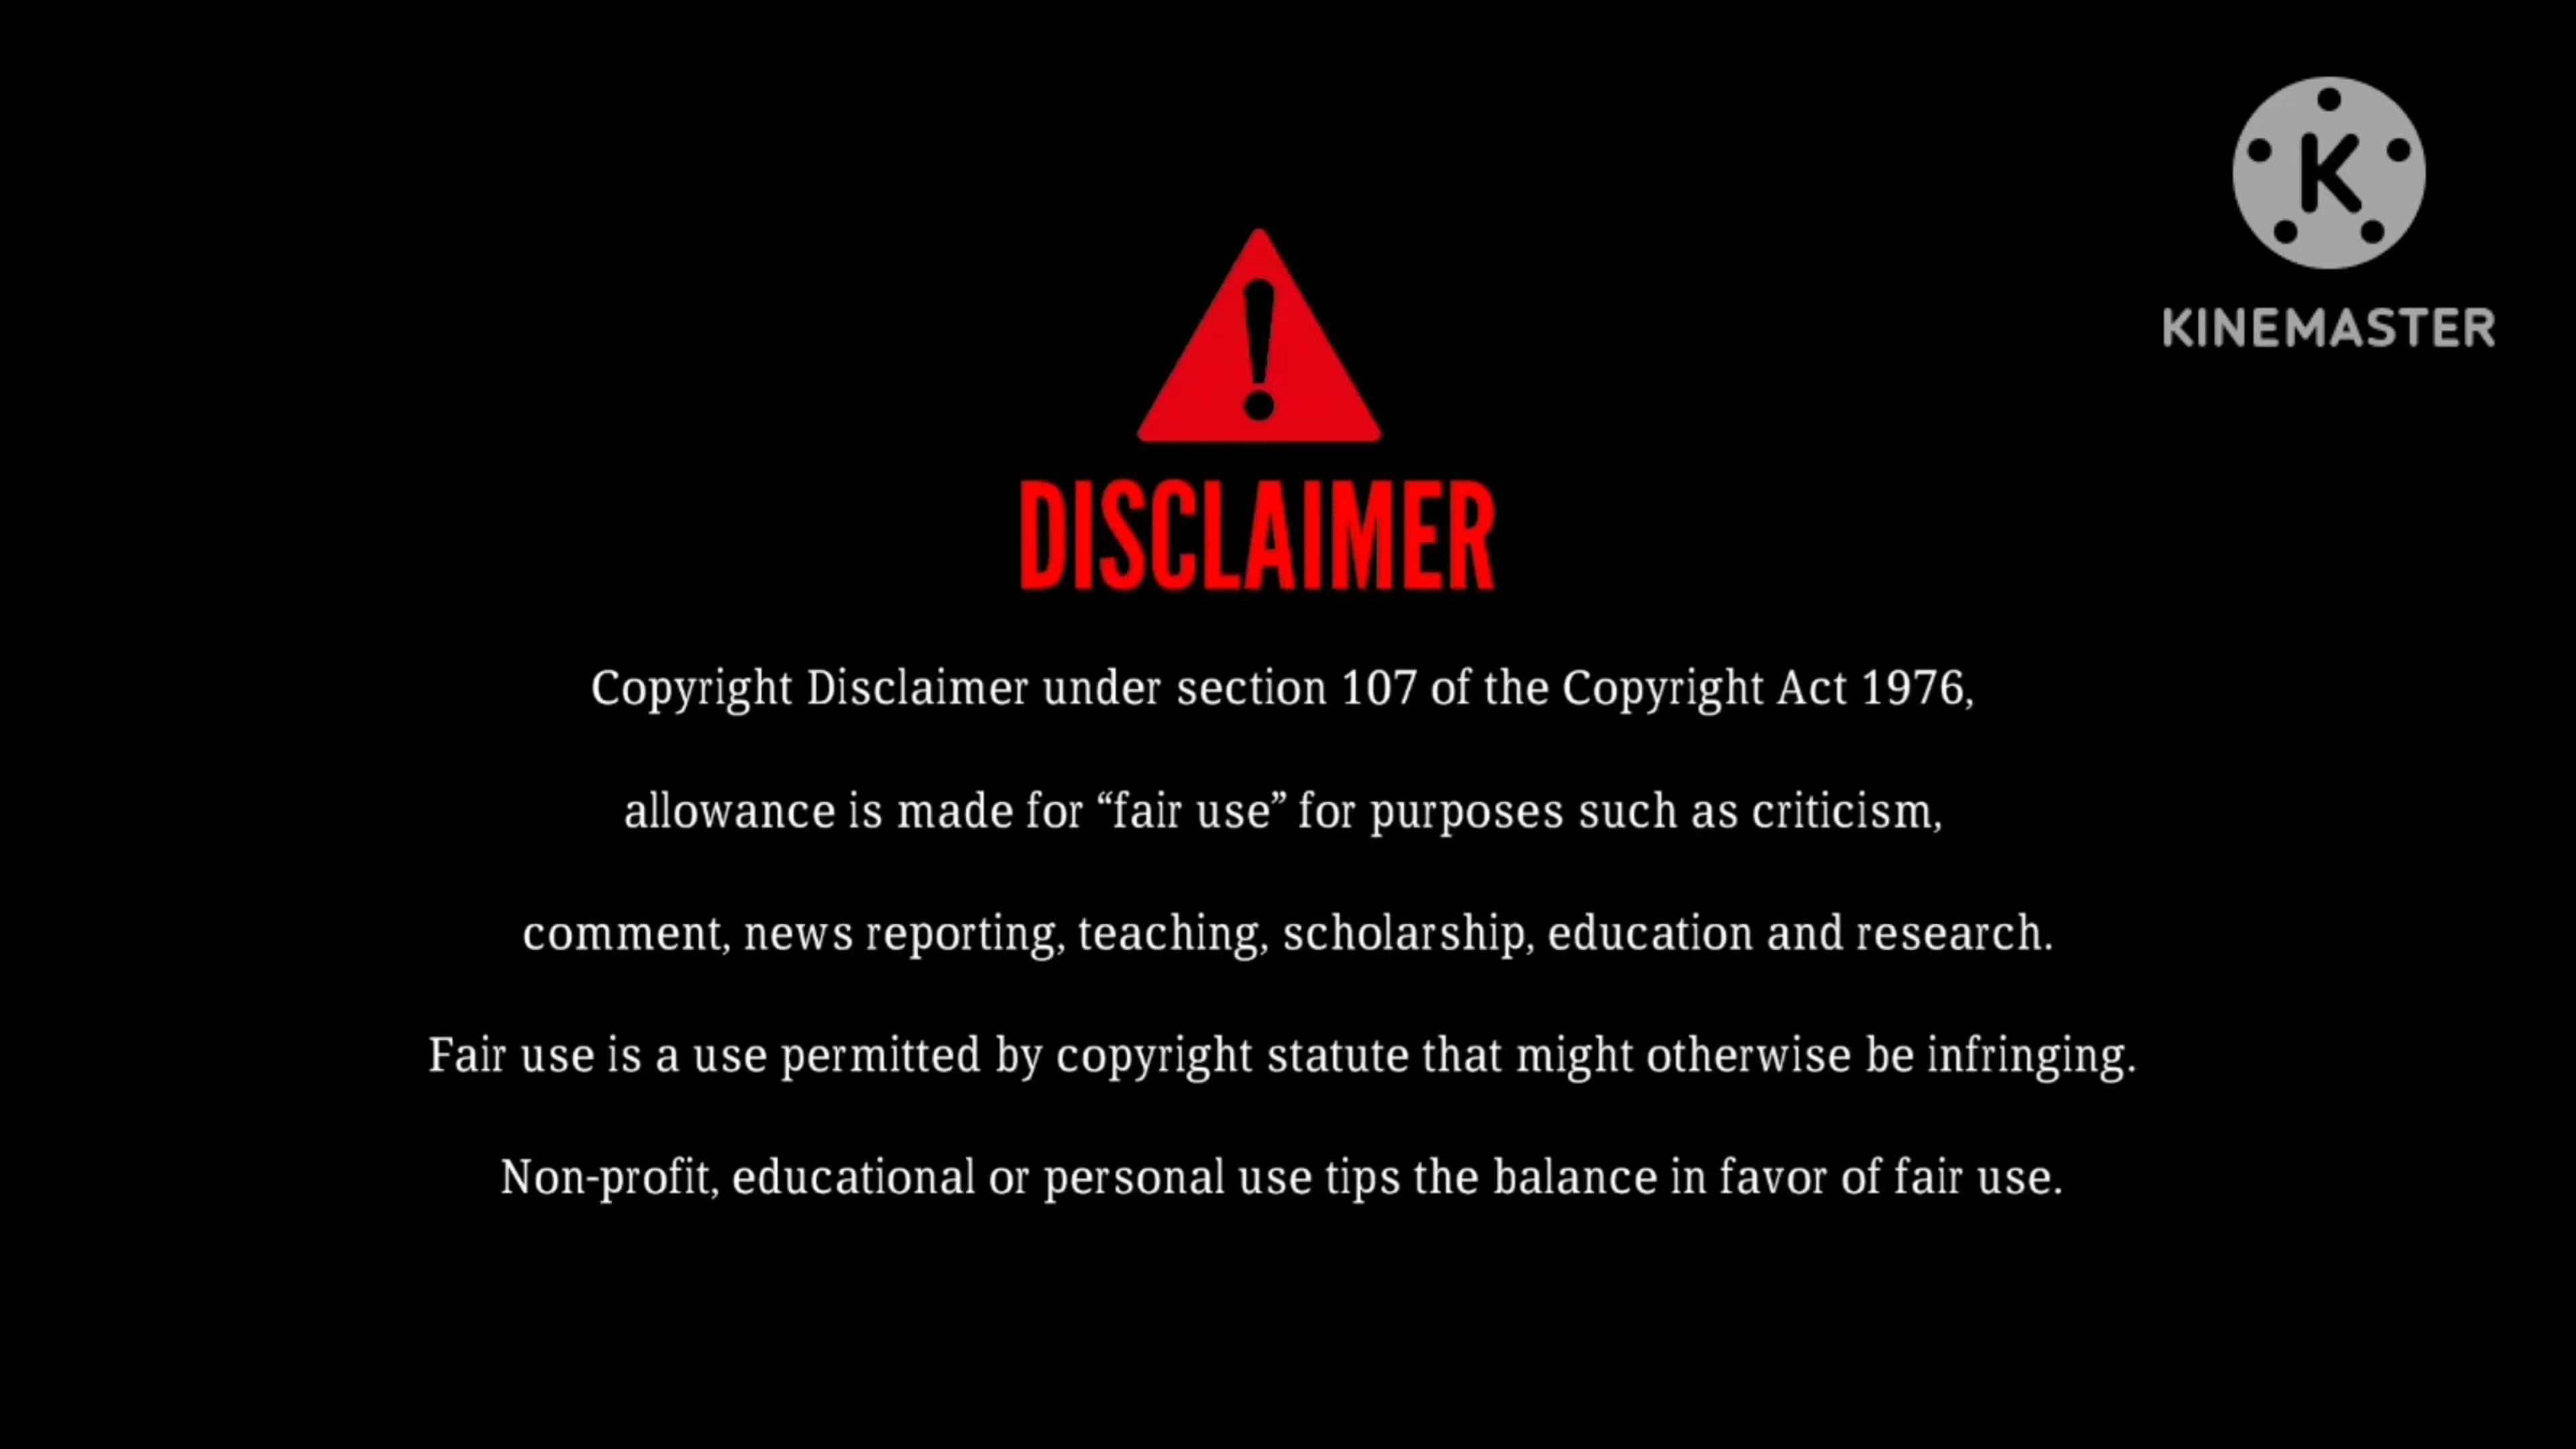 K
KINEMASTER
DISCLAIMER
Copyright Disclaimer under section 107 of the Copyright Act 1976,
allowance is made for “fair use” for purposes such as criticism,
comment, news reporting, teaching, scholarship, education and research.
Fair use is a use permitted by copyright statute that might otherwise be infringing.
Non-profit, educational or personal use tips the balance in favor of fair use.